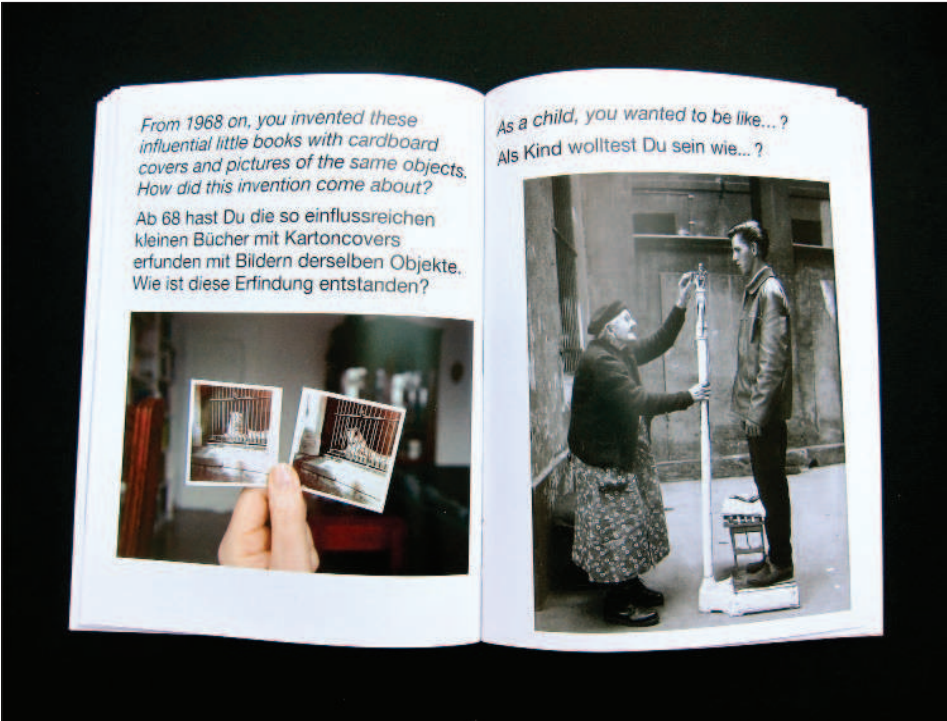 From 1968 on, you invented these
influential little books with cardboard
covers and pictures of the same objects.
How did this invention come about?
Ab 68 hast Du die so einflussreichen
kleinen Bücher mit Kartoncovers
erfunden mit Bildern derselben Objekte.
Wie ist diese Erfindung entstanden?
As a child, you wanted to be like... ?
Als Kind wolltest Du sein wie... ?